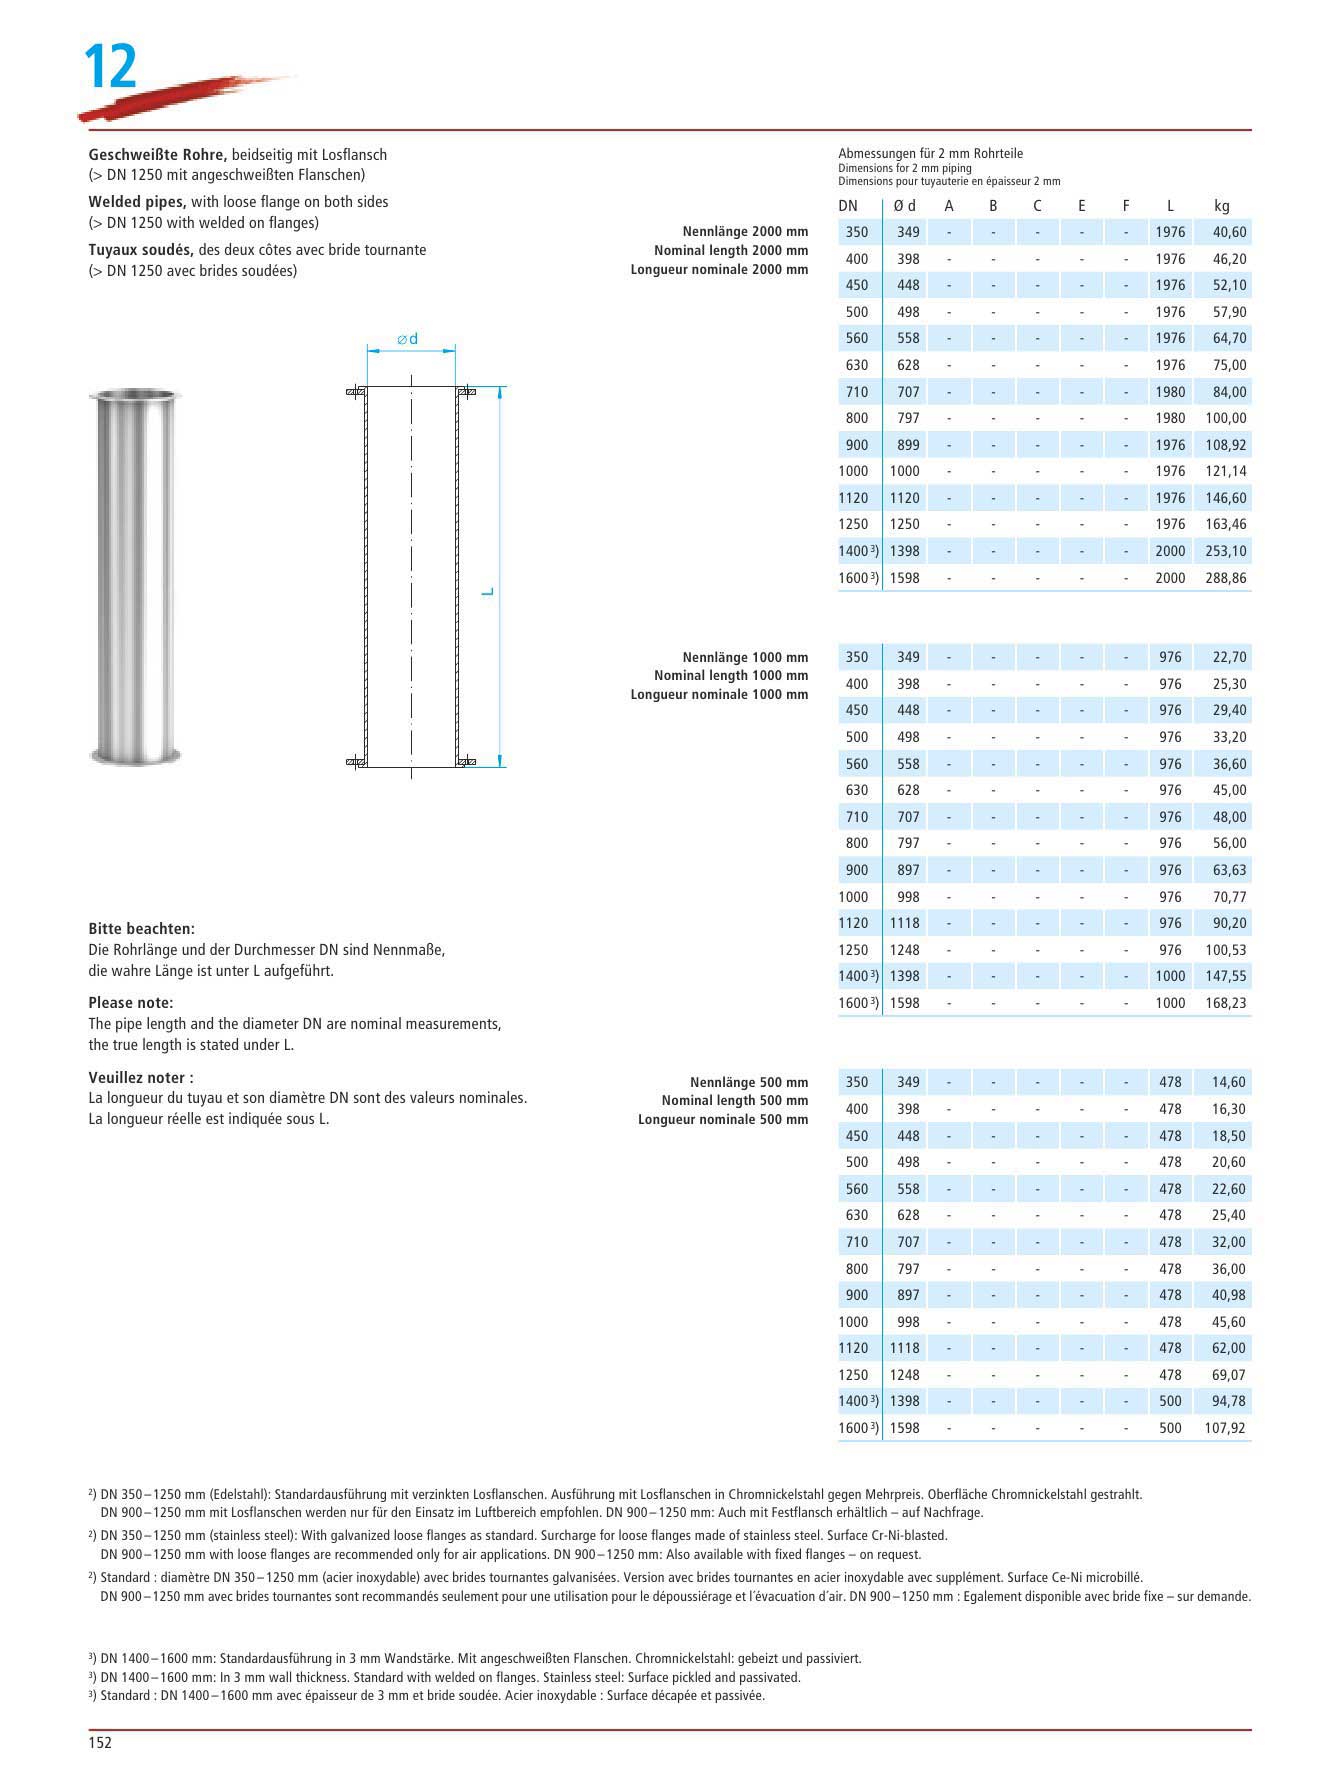 12
Geschweißte Rohre, beidseitig mit Losflansch
(> DN 1250 mit angeschweißten Flanschen)
Welded pipes, with loose flange on both sides
(> DN 1250 with welded on flanges)
Tuyaux soudés, des deux côtes avec bride tournante
(> DN 1250 avec brides soudées)
∅ d
L
Bitte beachten:
Die Rohrlänge und der Durchmesser DN sind Nennmaße,
die wahre Länge ist unter L aufgeführt.
Please note:
The pipe length and the diameter DN are nominal measurements,
the true length is stated under L.
Veuillez noter :
La longueur du tuyau et son diamètre DN sont des valeurs nominales.
La longueur réelle est indiquée sous L.
Abmessungen für 2 mm Rohrteile
Dimensions for 2 mm piping
Dimensions pour tuyauterie en épaisseur 2 mm
DN Ø d A B C E F L kg
Nennlänge 2000 mm
Nominal length 2000 mm
Longueur nominale 2000 mm
350 349 - - - - - 1976 40,60
400 398 - - - - - 1976 46,20
450 448 - - - - - 1976 52,10
500 498 - - - - - 1976 57,90
560 558 - - - - - 1976 64,70
630 628 - - - - - 1976 75,00
710 707 - - - - - 1980 84,00
800 797 - - - - - 1980 100,00
900 899 - - - - - 1976 108,92
1000 1000 - - - - - 1976 121,14
1120 1120 - - - - - 1976 146,60
1250 1250 - - - - - 1976 163,46
1400 ³) 1398 - - - - - 2000 253,10
1600 ³) 1598 - - - - - 2000 288,86
Nennlänge 1000 mm
Nominal length 1000 mm
Longueur nominale 1000 mm
350 349 - - - - - 976 22,70
400 398 - - - - - 976 25,30
450 448 - - - - - 976 29,40
500 498 - - - - - 976 33,20
560 558 - - - - - 976 36,60
630 628 - - - - - 976 45,00
710 707 - - - - - 976 48,00
800 797 - - - - - 976 56,00
900 897 - - - - - 976 63,63
1000 998 - - - - - 976 70,77
1120 1118 - - - - - 976 90,20
1250 1248 - - - - - 976 100,53
1400 ³) 1398 - - - - - 1000 147,55
1600 ³) 1598 - - - - - 1000 168,23
Nennlänge 500 mm
Nominal length 500 mm
Longueur nominale 500 mm
350 349 - - - - - 478 14,60
400 398 - - - - - 478 16,30
450 448 - - - - - 478 18,50
500 498 - - - - - 478 20,60
560 558 - - - - - 478 22,60
630 628 - - - - - 478 25,40
710 707 - - - - - 478 32,00
800 797 - - - - - 478 36,00
900 897 - - - - - 478 40,98
1000 998 - - - - - 478 45,60
1120 1118 - - - - - 478 62,00
1250 1248 - - - - - 478 69,07
1400 ³) 1398 - - - - - 500 94,78
1600 ³) 1598 - - - - - 500 107,92
²) DN 350–1250 mm (Edelstahl): Standardausführung mit verzinkten Losflanschen. Ausführung mit Losflanschen in Chromnickelstahl gegen Mehrpreis. Oberfläche Chromnickelstahl gestrahlt.
DN 900–1250 mm mit Losflanschen werden nur für den Einsatz im Luftbereich empfohlen. DN 900–1250 mm: Auch mit Festflansch erhältlich – auf Nachfrage.
²) DN 350–1250 mm (stainless steel): With galvanized loose flanges as standard. Surcharge for loose flanges made of stainless steel. Surface Cr-Ni-blasted.
DN 900–1250 mm with loose flanges are recommended only for air applications. DN 900–1250 mm: Also available with fixed flanges – on request.
²) Standard : diamètre DN 350–1250 mm (acier inoxydable) avec brides tournantes galvanisées. Version avec brides tournantes en acier inoxydable avec supplément. Surface Ce-Ni microbillé.
DN 900–1250 mm avec brides tournantes sont recommandés seulement pour une utilisation pour le dépoussiérage et l´évacuation d´air. DN 900–1250 mm : Egalement disponible avec bride fixe – sur demande.
³) DN 1400–1600 mm: Standardausführung in 3 mm Wandstärke. Mit angeschweißten Flanschen. Chromnickelstahl: gebeizt und passiviert.
³) DN 1400–1600 mm: In 3 mm wall thickness. Standard with welded on flanges. Stainless steel: Surface pickled and passivated.
³) Standard : DN 1400–1600 mm avec épaisseur de 3 mm et bride soudée. Acier inoxydable : Surface décapée et passivée.
152